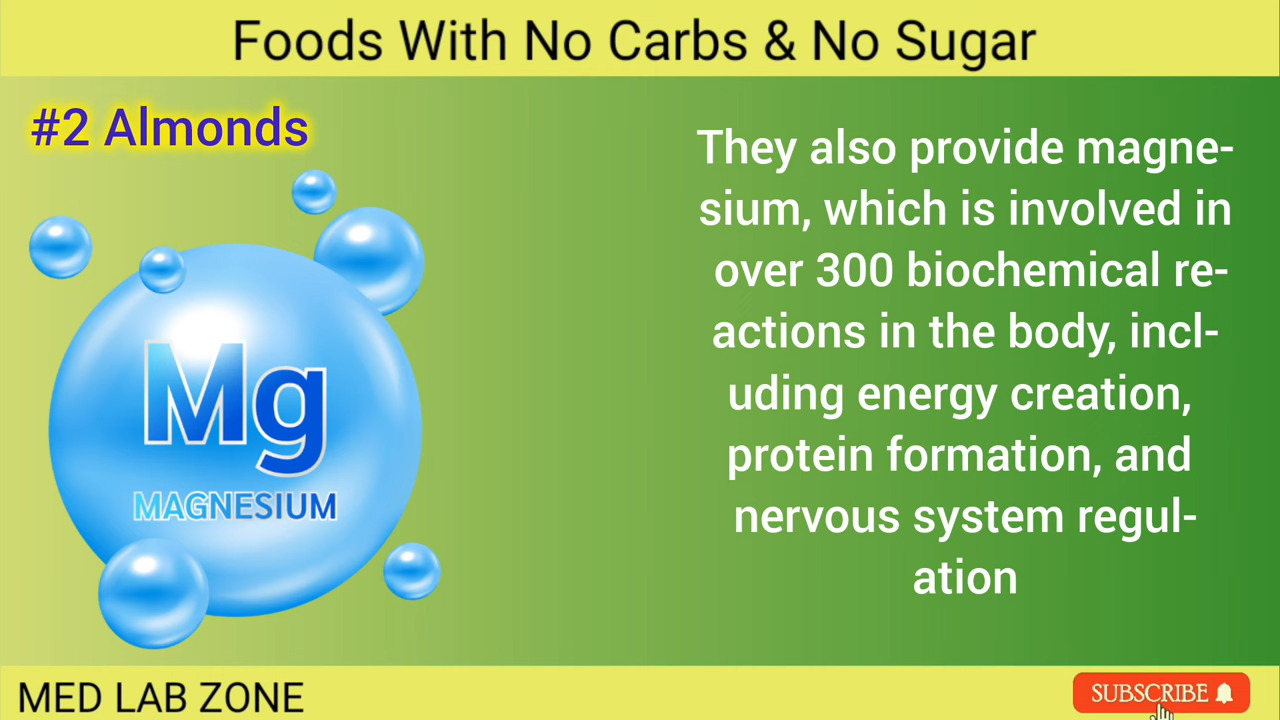 Foods With No Carbs & No Sugar
#2 Almonds
They also provide magne-
sium, which is involved in
over 300 biochemical re-
actions in the body, incl-
uding energy creation,
protein formation, and
nervous system regul-
ation
Mg
MAGNESIUM
MED LAB ZONE
SUBSCRIBE